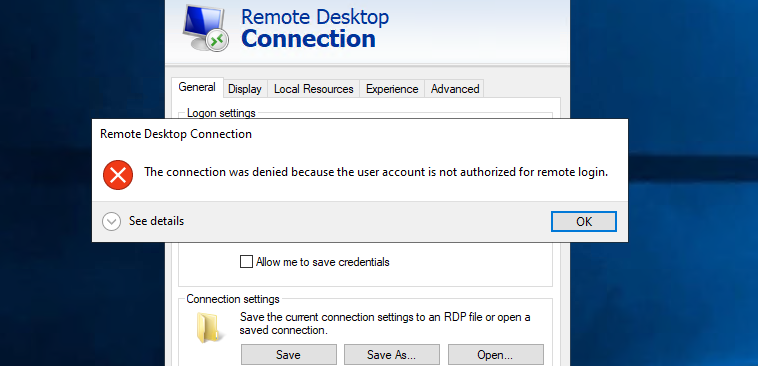 Remote Desktop
Connection
General Display Local Resources Experience Advanced
Logon settings
Remote Desktop Connection
The connection was denied because the user account is not authorized for remote login.
See details
OK
Allow me to save credentials
Connection settings
Save the current connection settings to an RDP file or open a
saved connection.
Save Save As... Open...